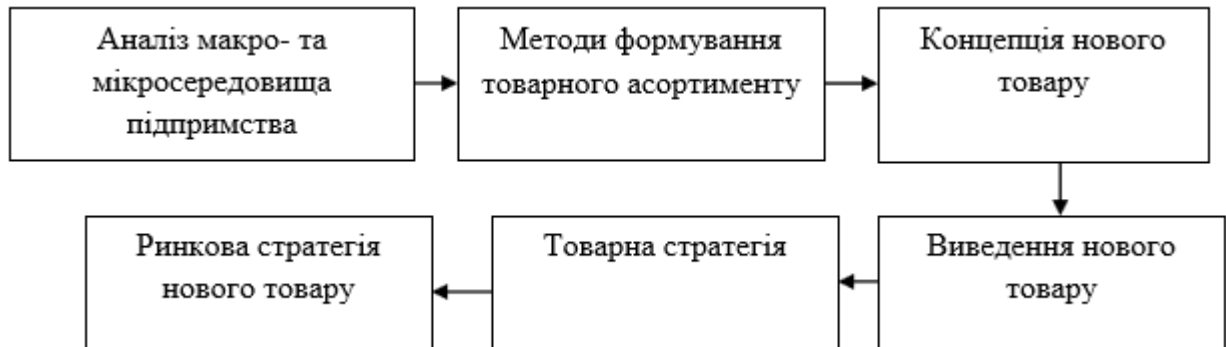 Аналіз макро- та
мікросередовища
підпримства
Методи формування
товарного асортименту
Концепція нового
товару
Виведення нового
товару
Товарна стратегія
Ринкова стратегія
нового товару